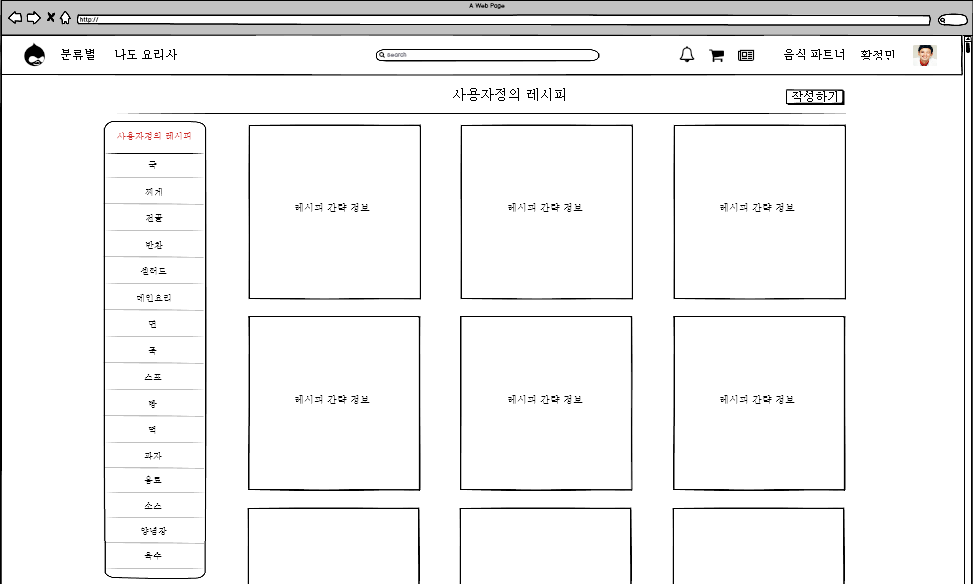 A Web Page
http://
분류별 나도 요리사 search 음식 파트너 황정민
사용자정의 레시피 작성하기
사용자정의 레시피
국
찌개
전골
반찬
샐러드
메인요리
면
죽
스프
빵
떡
과자
음료
소스
양념장
육수
레시피 간략 정보 레시피 간략 정보 레시피 간략 정보
레시피 간략 정보 레시피 간략 정보 레시피 간략 정보